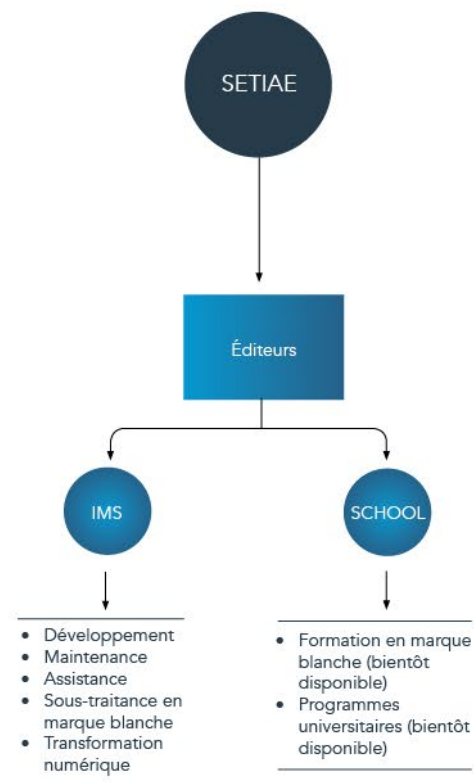 SETIAE
Éditeurs
IMS
SCHOOL
• Développement
• Maintenance
• Assistance
• Sous-traitance en
marque blanche
• Transformation
numérique
• Formation en marque
blanche (bientôt
disponible)
• Programmes
universitaires (bientôt
disponible)